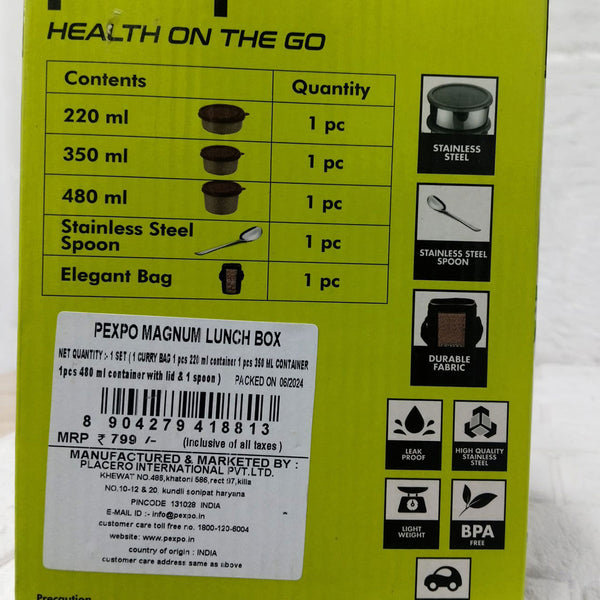 HEALTH ON THE GO
Contents Quantity
220 ml 1 pc
350 ml 1 pc
480 ml 1 pc
Stainless Steel
Spoon 1 pc
Elegant Bag 1 pc
STAINLESS
STEEL
STAINLESS STEEL
SPOON
DURABLE
FABRIC
LEAK
PROOF
HIGH QUALITY
STAINLESS
STEEL
LIGHT
WEIGHT
BPA
FREE
PEXPO MAGNUM LUNCH BOX
NET QUANTITY :- 1 SET ( 1 CURRY BAG 1 pcs 220 ml container 1 pcs 350 ML CONTAINER
1pcs 480 ml container with lid & 1 spoon ) PACKED ON 06/2024
8 904279 418813
MRP ₹ 799 /- (inclusive of all taxes )
MANUFACTURED & MARKETED BY :
PLACERO INTERNATIONAL PVT.LTD.
KHEWAT NO.486,khatoni 586,rect 97,killa
NO.10-12 & 20. kundli sonipat haryana
PINCODE 131028 INDIA
E-MAIL ID :- info@pexpo.in
customer care toll free no. 1800-120-6004
website: www.pexpo.in
country of origin : INDIA
customer care address same as above
Precaution